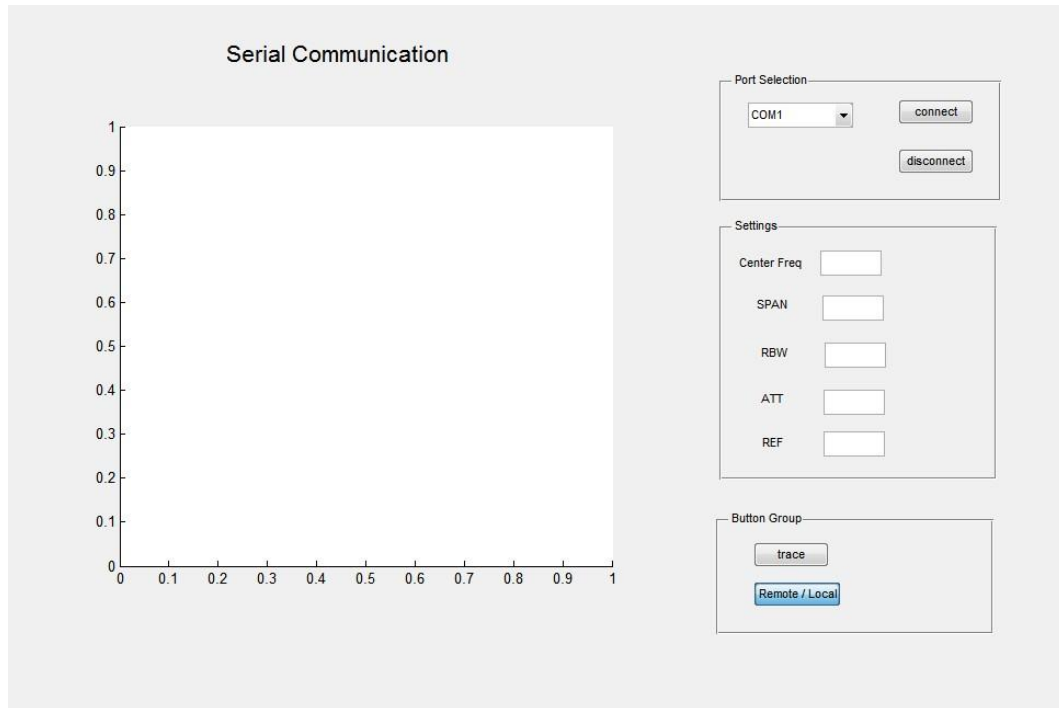 Serial Communication
1
0.9
0.8
0.7
0.6
0.5
0.4
0.3
0.2
0.1
0
0 0.1 0.2 0.3 0.4 0.5 0.6 0.7 0.8 0.9 1
Port Selection
COM1 connect
disconnect
Settings
Center Freq
SPAN
RBW
ATT
REF
Button Group
trace
Remote / Local